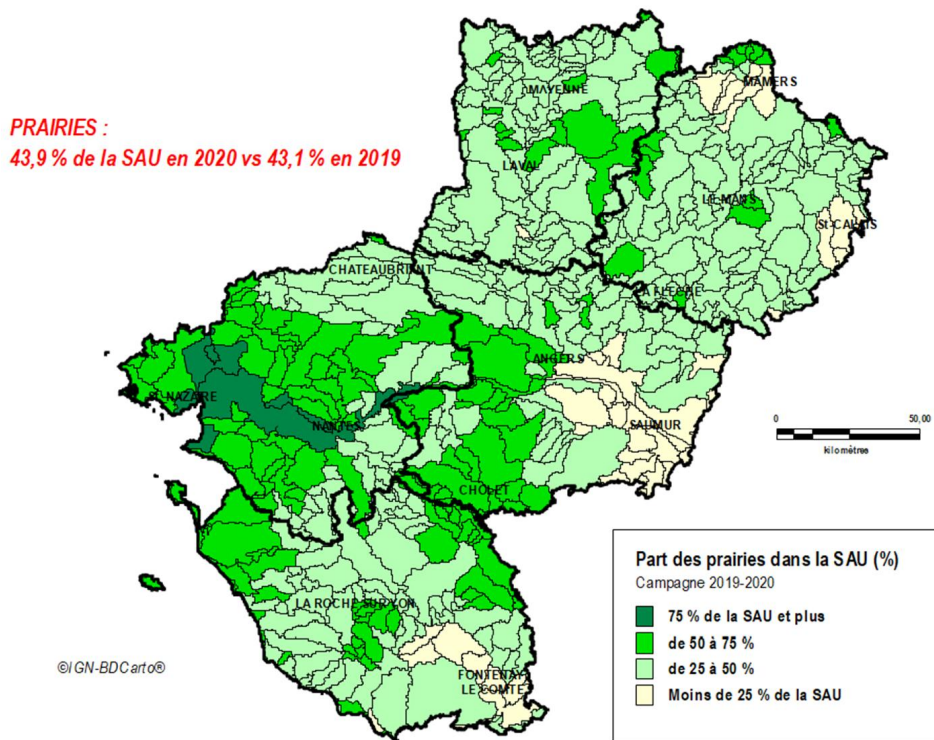 PRAIRIES :
43,9 % de la SAU en 2020 vs 43,1 % en 2019
MAYENNE
MAMERS
LAVAL
LE MANS
St-CALAIS
CHATEAUBRIANT
LA FLECHE
ANGERS
St-NAZAIRE
NANTES
SAUMUR
CHOLET
LA ROCHE SUR YON
FONTENAY
LE COMTE
0 50,00
kilomètres
Part des prairies dans la SAU (%)
Campagne 2019-2020
75 % de la SAU et plus
de 50 à 75 %
de 25 à 50 %
Moins de 25 % de la SAU
©IGN-BDCarto®